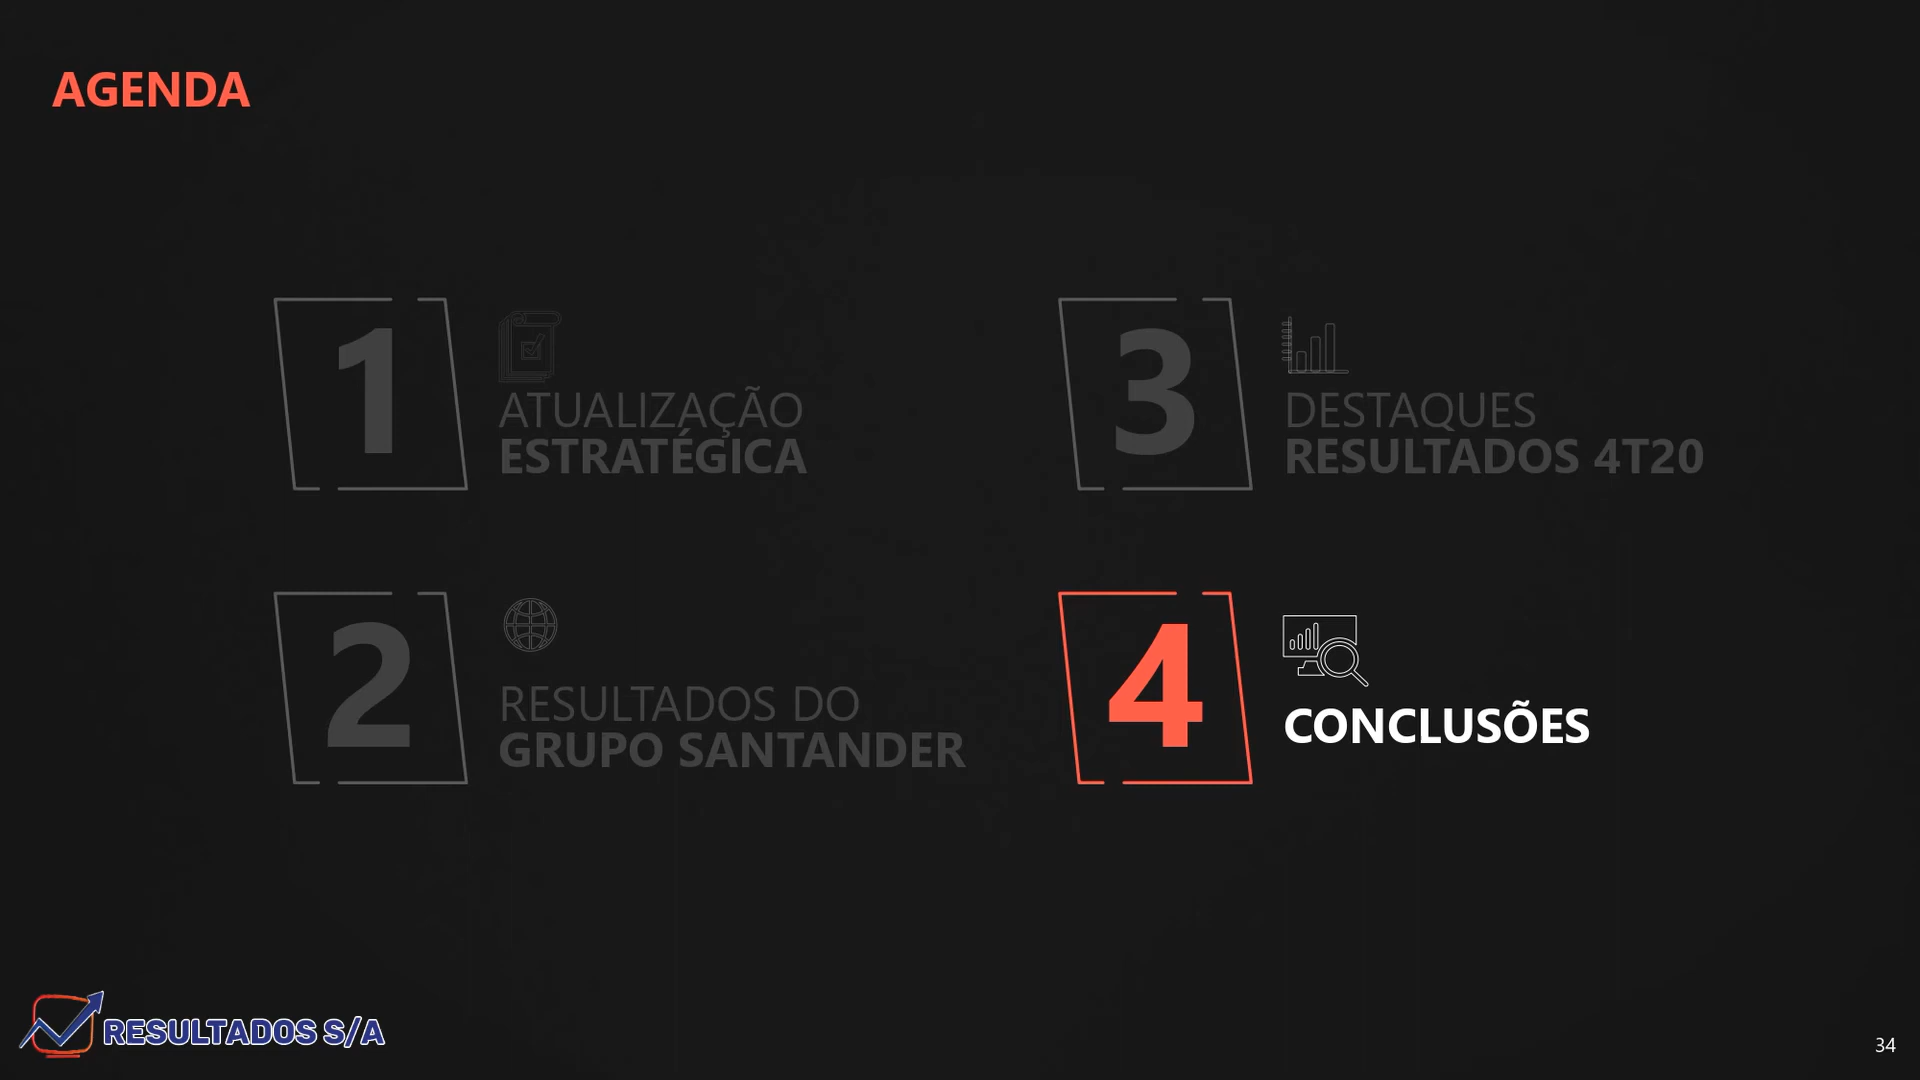 AGENDA
1
ATUALIZAÇÃO
ESTRATÉGICA
2
RESULTADOS DO
GRUPO SANTANDER
3
DESTAQUES
RESULTADOS 4T20
4
CONCLUSÕES
RESULTADOS S/A
34